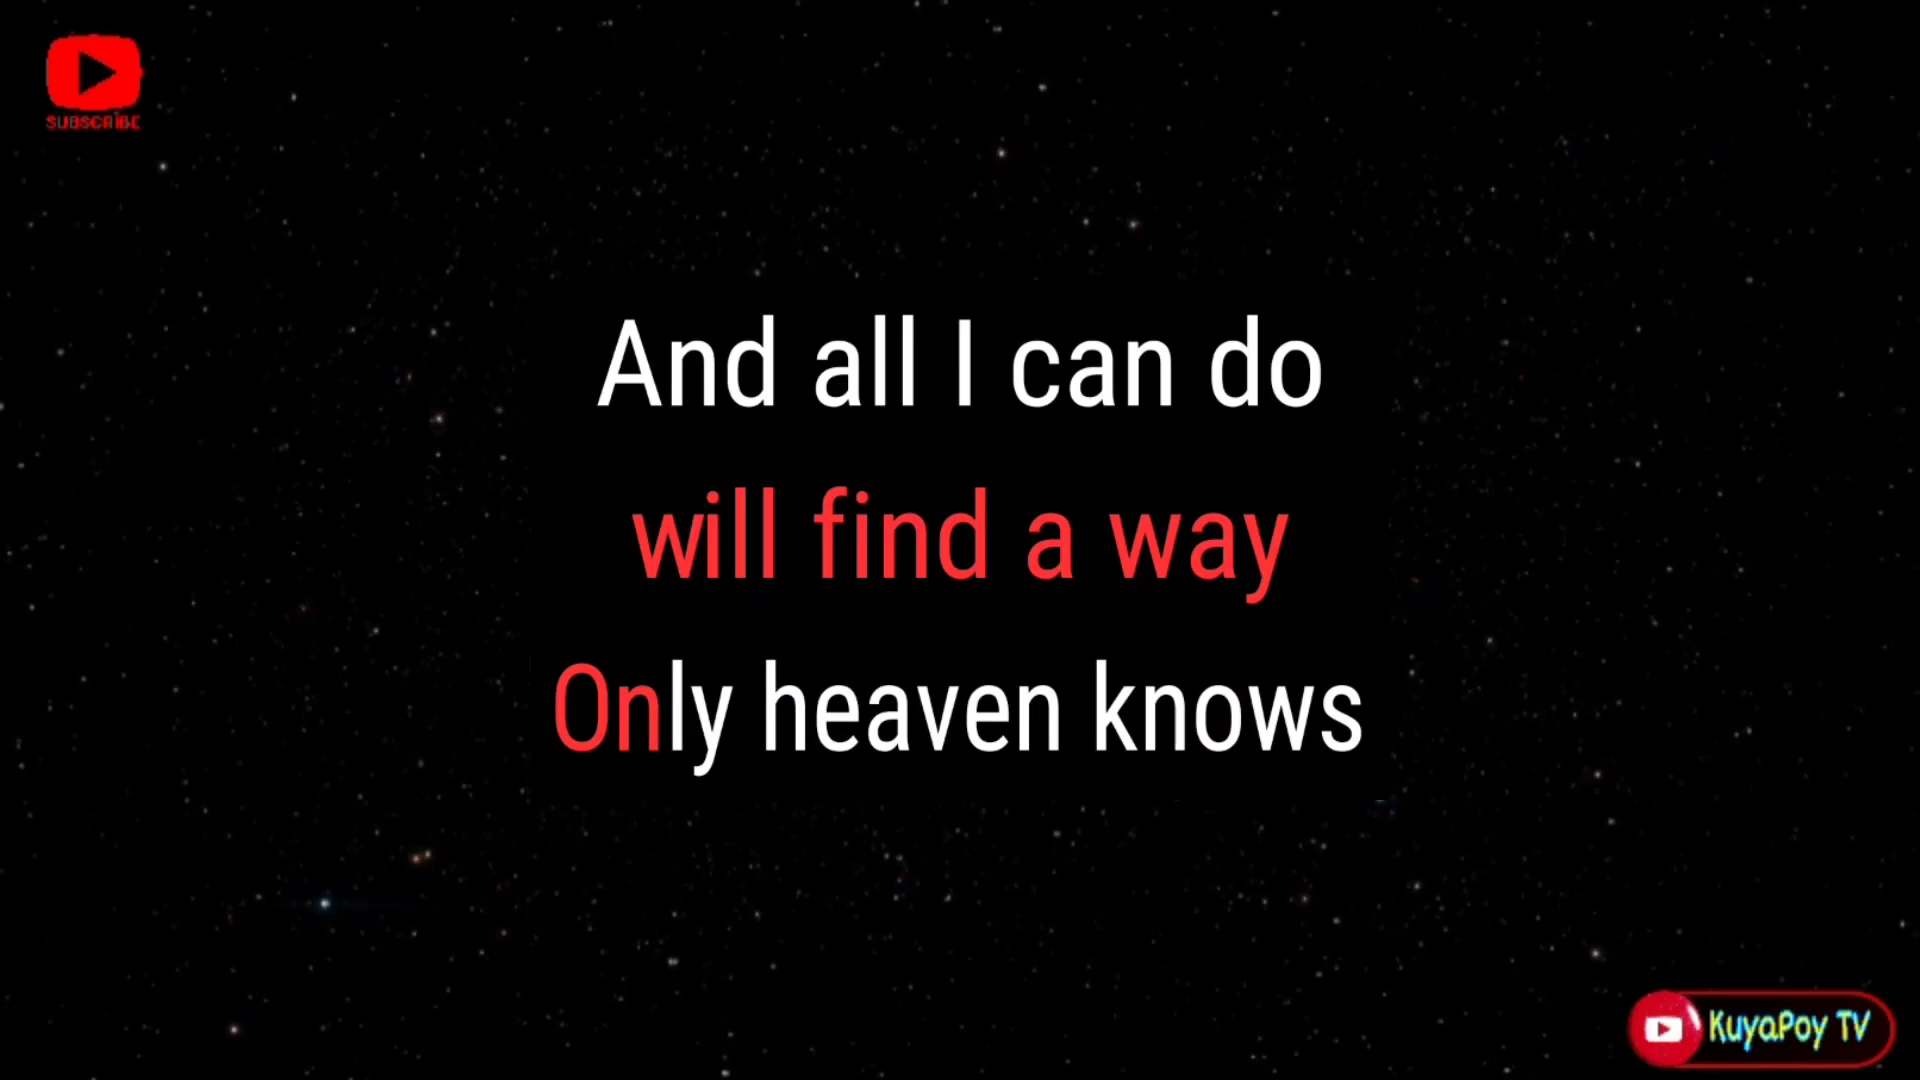 SUBSCRIBE
And all I can do
will find a way
Only heaven knows
KuyaPoy TV